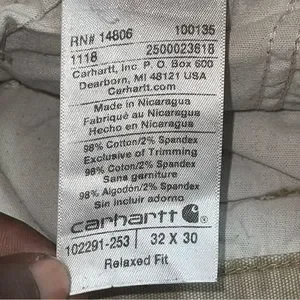 RN# 14806 100135
1118 2500023618
Carhartt, Inc P. O. Box 600
Dearborn, MI 48121 USA
Carhartt.com
Made in Nicaragua
Fabriqué au Nicaragua
Hecho en Nicaragua
98% Cotton/2% Spandex
Exclusive of Trimming
98% Coton/2% Spandex
Sans garniture
98% Algodón/2% Spandex
Sin incluir adorno
carhartt
102291-253 32 X 30
Relaxed Fit